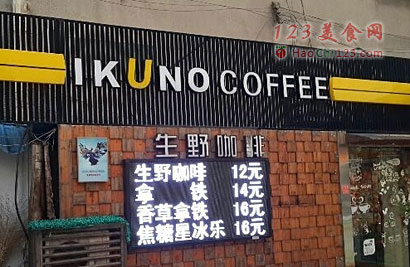 123美食网
HaoChi123.com
IKUNO COFFEE
生野咖啡
生野咖啡 12元
拿 铁 14元
香草拿铁 16元
焦糖星冰乐 16元